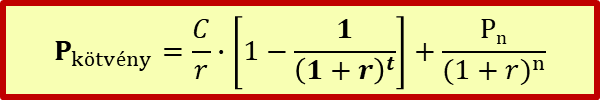 P_kötvény = C/r · [1 − 1/(1 + r)^t] + P_n/(1 + r)^n